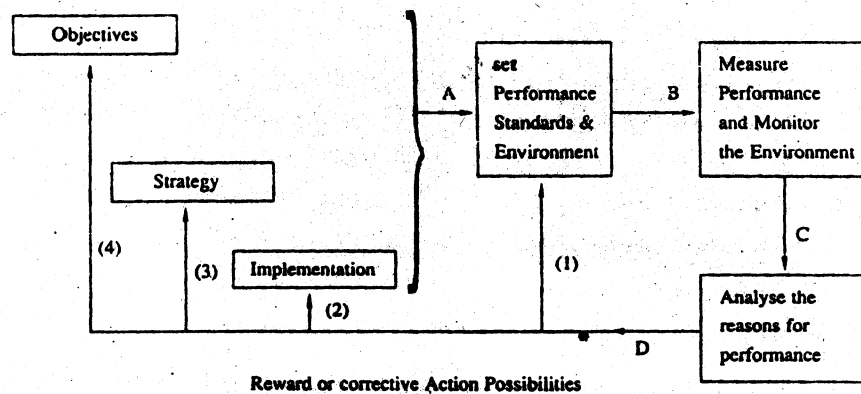 Objectives
Strategy
Implementation
A
set
Performance
Standards &
Environment
B
Measure
Performance
and Monitor
the Environment
C
Analyse the
reasons for
performance
D
(4)
(3)
(2)
(1)
Reward or corrective Action Possibilities